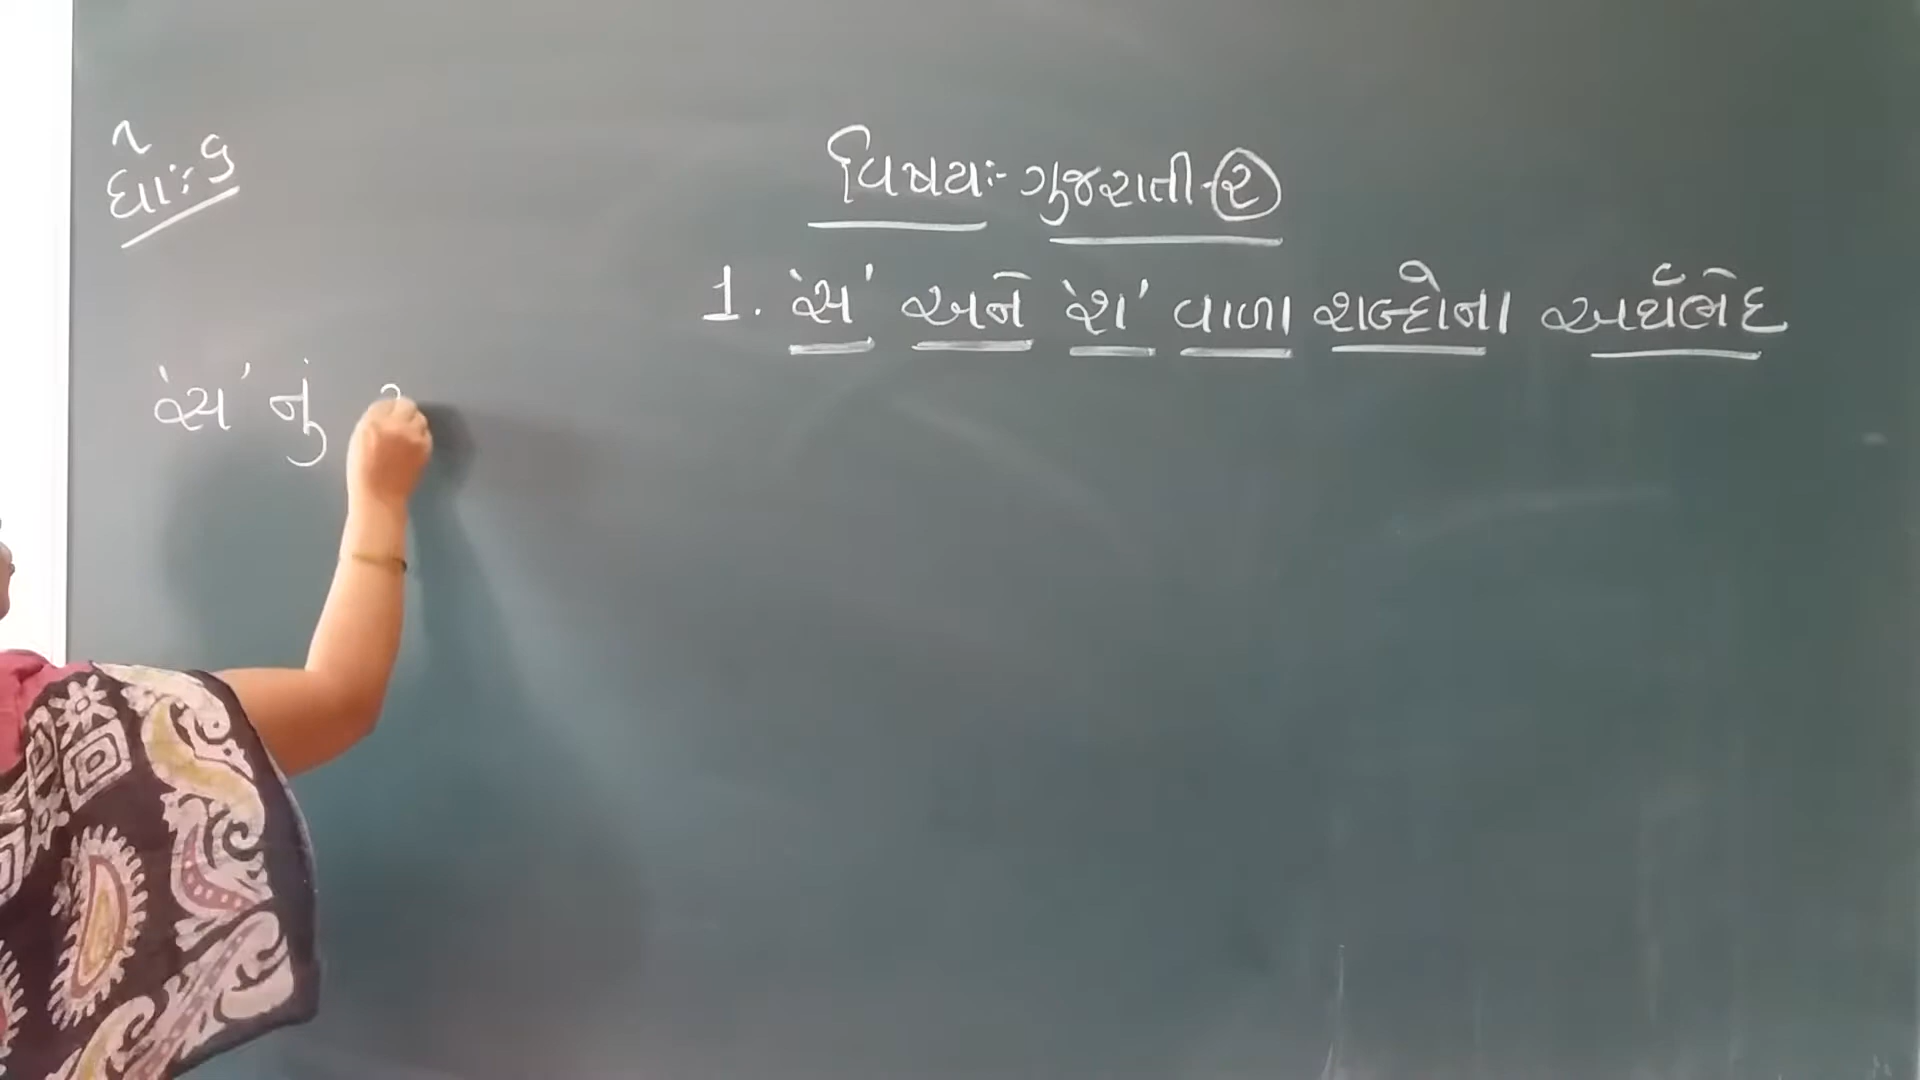 ધો:-૬
વિષય:- ગુજરાતી-૨
1. 'સ' અને 'શ' વાળા શબ્દોના અર્થભેદ
'સ' નું